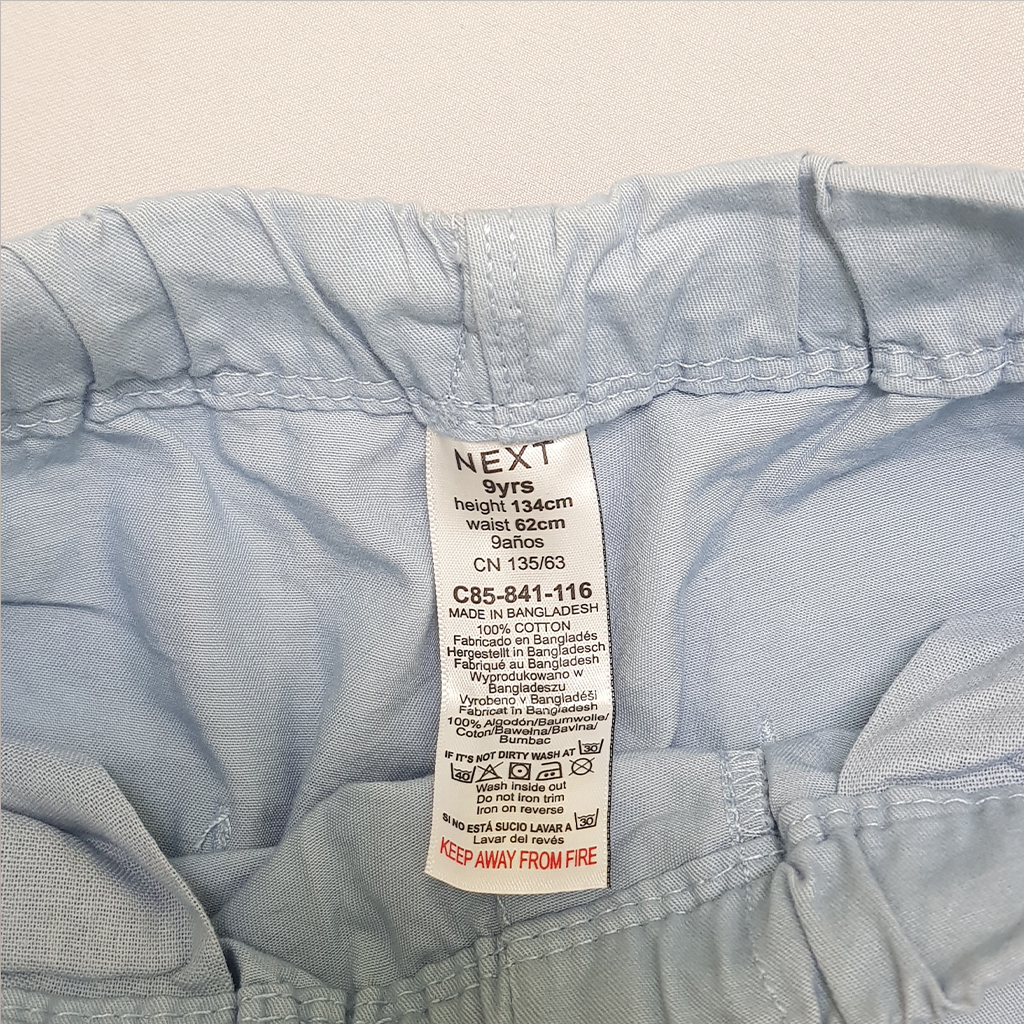 NEXT
9yrs
height 134cm
waist 62cm
9años
CN 135/63
C85-841-116
MADE IN BANGLADESH
100% COTTON
Fabricado en Bangladés
Hergestellt in Bangladesch
Fabriqué au Bangladesh
Wyprodukowano w
Bangladeszu
Vyrobeno v Bangladéši
Fabricat în Bangladesh
100% Algodón/Baumwolle/
Coton/Bawełna/Bavlna/
Bumbac
IF IT'S NOT DIRTY WASH AT 30
40
Wash inside out
Do not iron trim
Iron on reverse
SI NO ESTÁ SUCIO LAVAR A 30
Lavar del revés
KEEP AWAY FROM FIRE